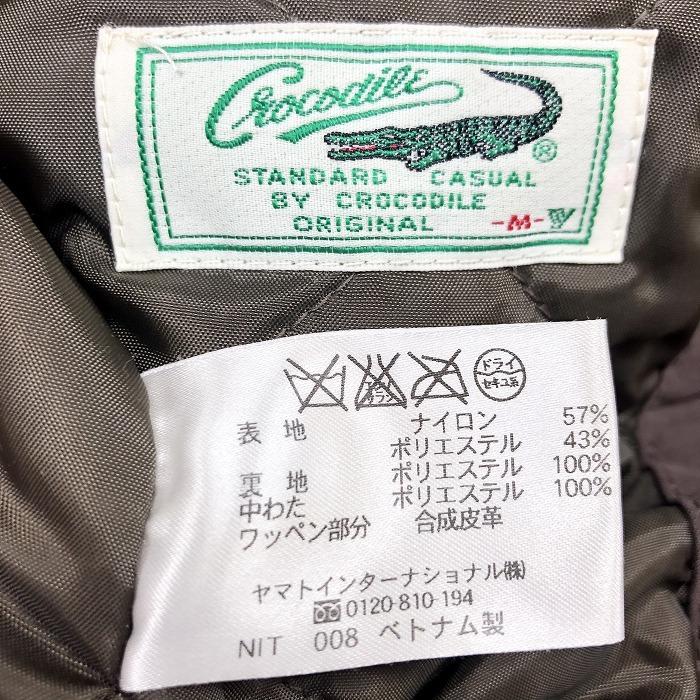 Crocodile
®
STANDARD CASUAL
BY CROCODILE
ORIGINAL -M-
ドライ
セキユ系
表地 ナイロン 57%
ポリエステル 43%
裏地 ポリエステル 100%
中わた ポリエステル 100%
ワッペン部分 合成皮革
ヤマトインターナショナル(株)
0120-810-194
NIT 008 ベトナム製